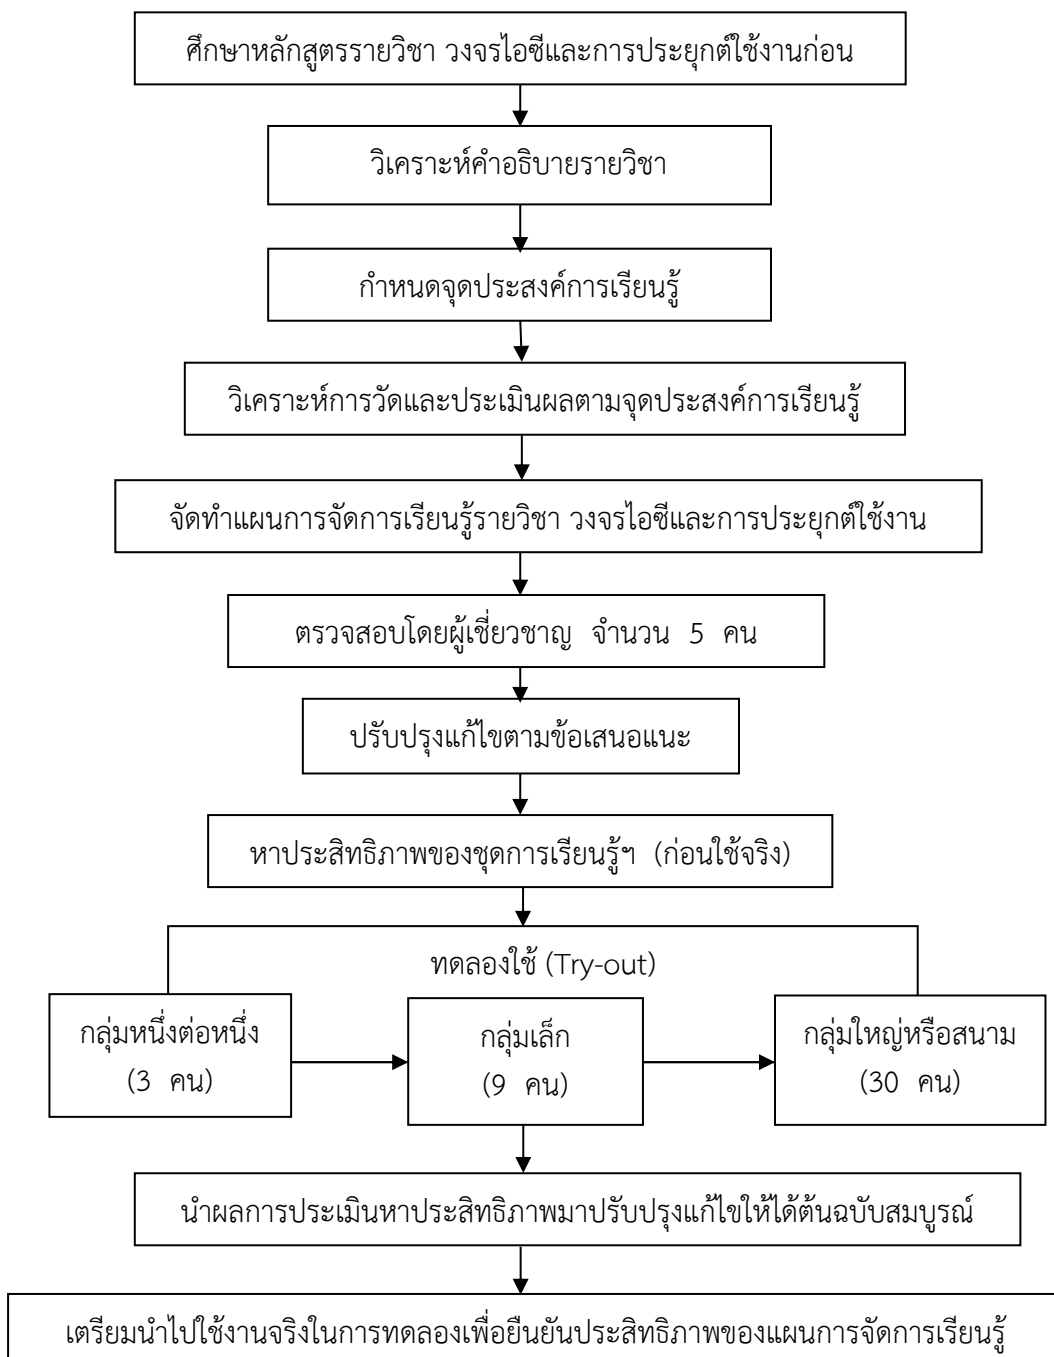 ศึกษาหลักสูตรรายวิชา วงจรไอซีและการประยุกต์ใช้งานก่อน
วิเคราะห์คำอธิบายรายวิชา
กำหนดจุดประสงค์การเรียนรู้
วิเคราะห์การวัดและประเมินผลตามจุดประสงค์การเรียนรู้
จัดทำแผนการจัดการเรียนรู้รายวิชา วงจรไอซีและการประยุกต์ใช้งาน
ตรวจสอบโดยผู้เชี่ยวชาญ จำนวน 5 คน
ปรับปรุงแก้ไขตามข้อเสนอแนะ
หาประสิทธิภาพของชุดการเรียนรู้ฯ (ก่อนใช้จริง)
ทดลองใช้ (Try-out)
กลุ่มหนึ่งต่อหนึ่ง
(3 คน)
กลุ่มเล็ก
(9 คน)
กลุ่มใหญ่หรือสนาม
(30 คน)
นำผลการประเมินหาประสิทธิภาพมาปรับปรุงแก้ไขให้ได้ต้นฉบับสมบูรณ์
เตรียมนำไปใช้งานจริงในการทดลองเพื่อยืนยันประสิทธิภาพของแผนการจัดการเรียนรู้